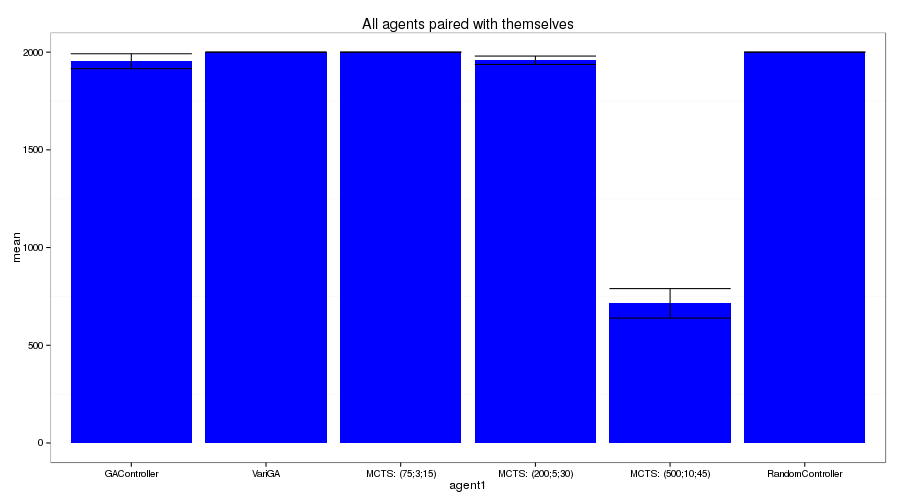 All agents paired with themselves
mean
2000
1500
1000
500
0
GAController VariGA MCTS: (75;3;15) MCTS: (200;5;30) MCTS: (500;10;45) RandomController
agent1